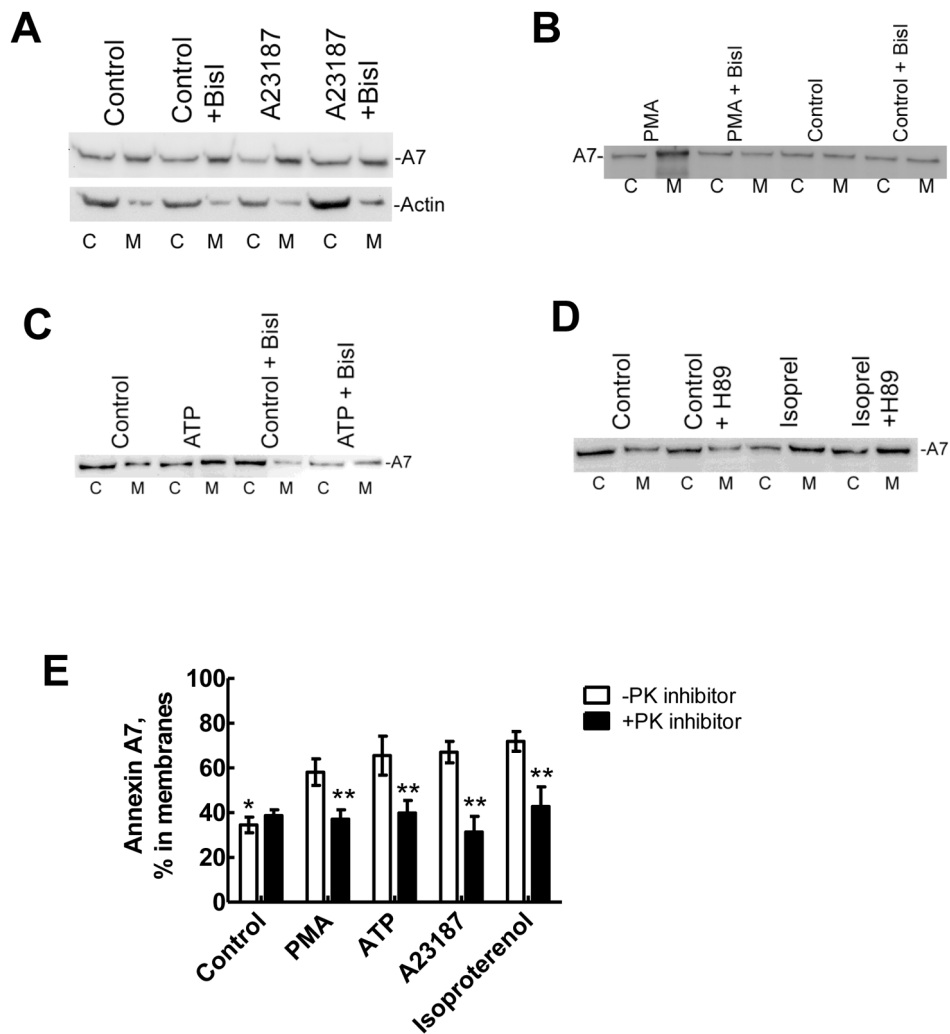 A
Control
Control
+BisI
A23187
A23187
+BisI
-A7
-Actin
C M C M C M C M
B
PMA
PMA + BisI
Control
Control + BisI
A7-
C M C M C M C M
C
Control
ATP
Control + BisI
ATP + BisI
-A7
C M C M C M C M
D
Control
Control
+ H89
Isoprel
Isoprel
+H89
-A7
C M C M C M C M
E
Annexin A7,
% in membranes
100
80
60
40
20
0
* ** ** ** **
Control
PMA
ATP
A23187
Isoproterenol
-PK inhibitor
+PK inhibitor